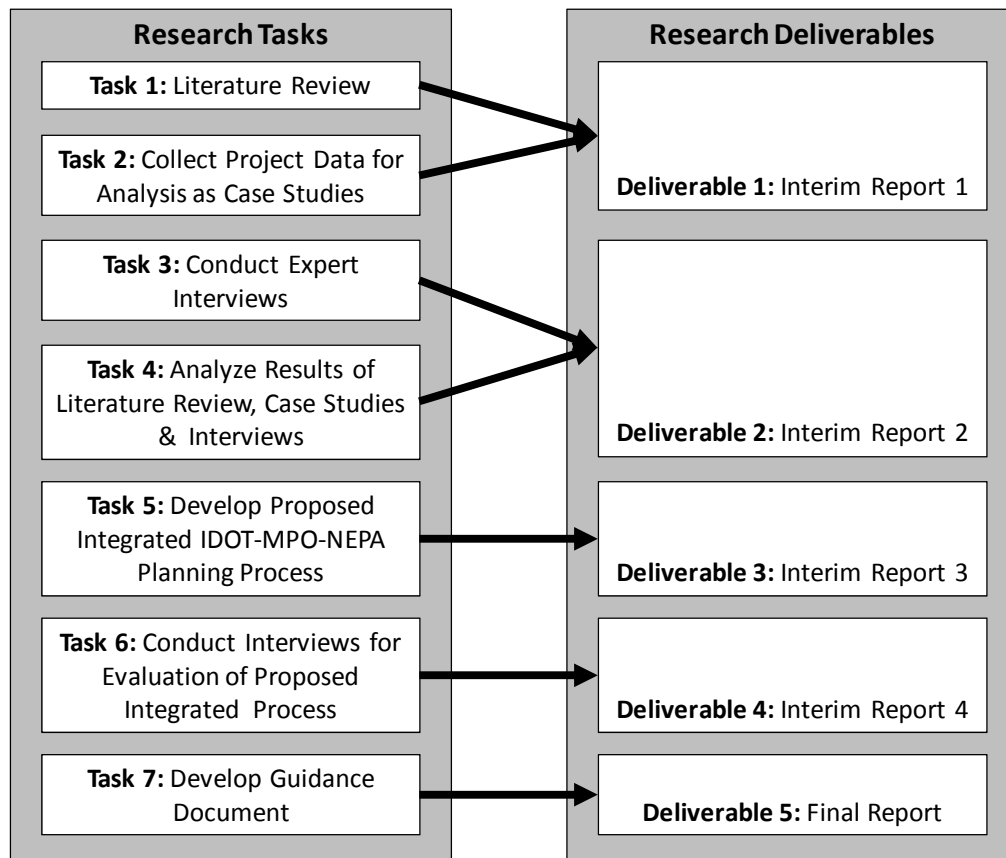 Research Tasks
Task 1: Literature Review
Task 2: Collect Project Data for
Analysis as Case Studies
Task 3: Conduct Expert
Interviews
Task 4: Analyze Results of
Literature Review, Case Studies
& Interviews
Task 5: Develop Proposed
Integrated IDOT-MPO-NEPA
Planning Process
Task 6: Conduct Interviews for
Evaluation of Proposed
Integrated Process
Task 7: Develop Guidance
Document
Research Deliverables
Deliverable 1: Interim Report 1
Deliverable 2: Interim Report 2
Deliverable 3: Interim Report 3
Deliverable 4: Interim Report 4
Deliverable 5: Final Report